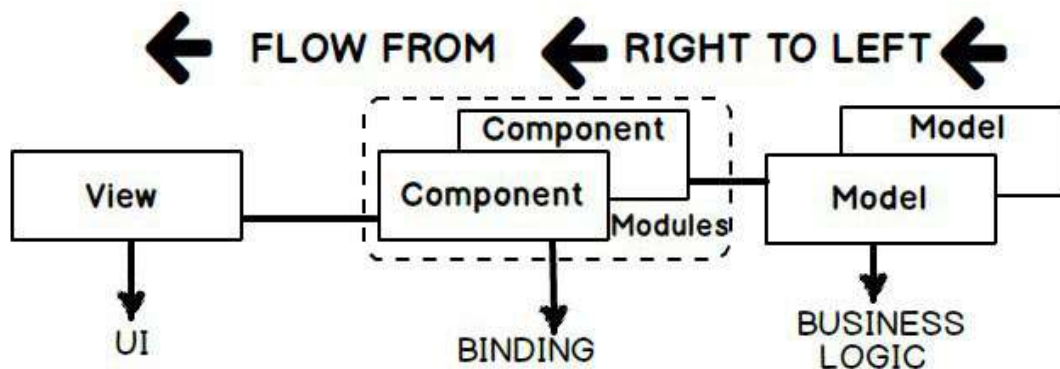 FLOW FROM RIGHT TO LEFT
Component Model
View Component Model
Modules
UI BINDING BUSINESS
LOGIC